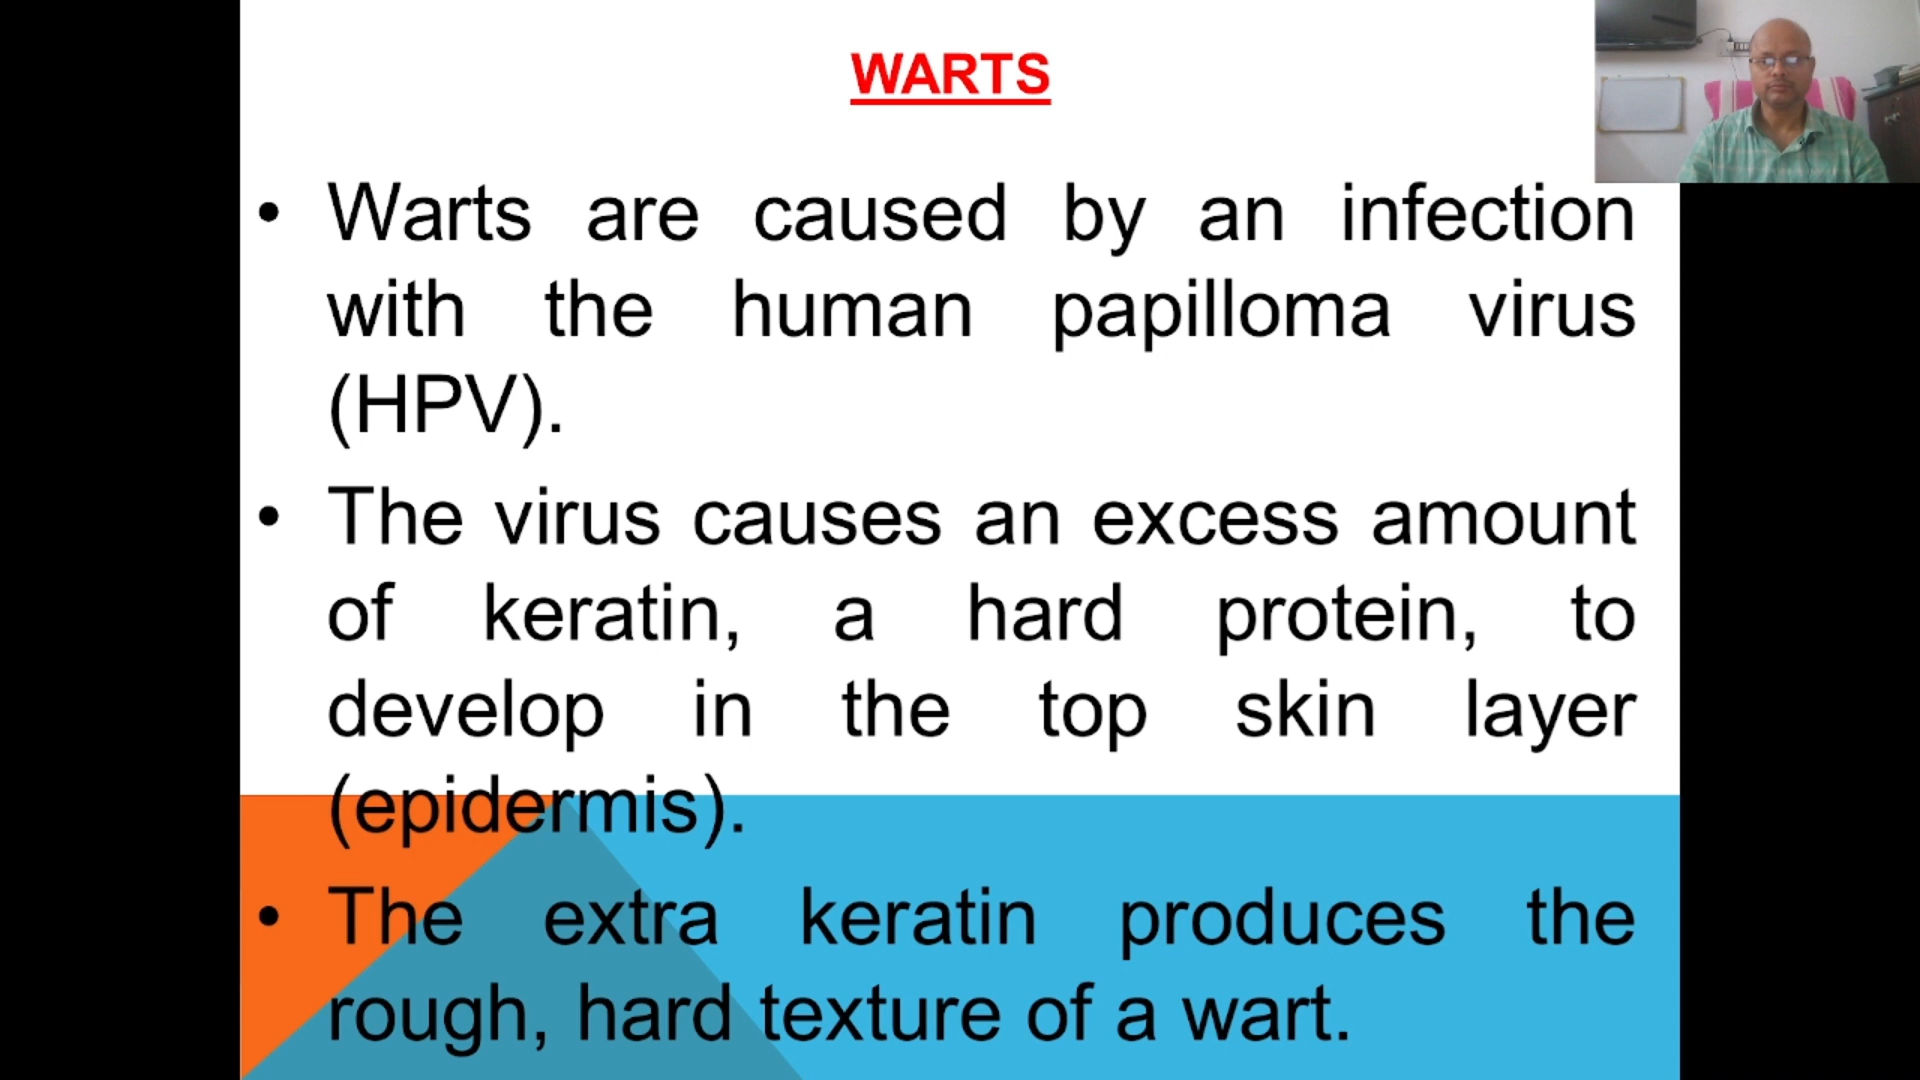 WARTS
• Warts are caused by an infection
with the human papilloma virus
(HPV).
• The virus causes an excess amount
of keratin, a hard protein, to
develop in the top skin layer
(epidermis).
• The extra keratin produces the
rough, hard texture of a wart.